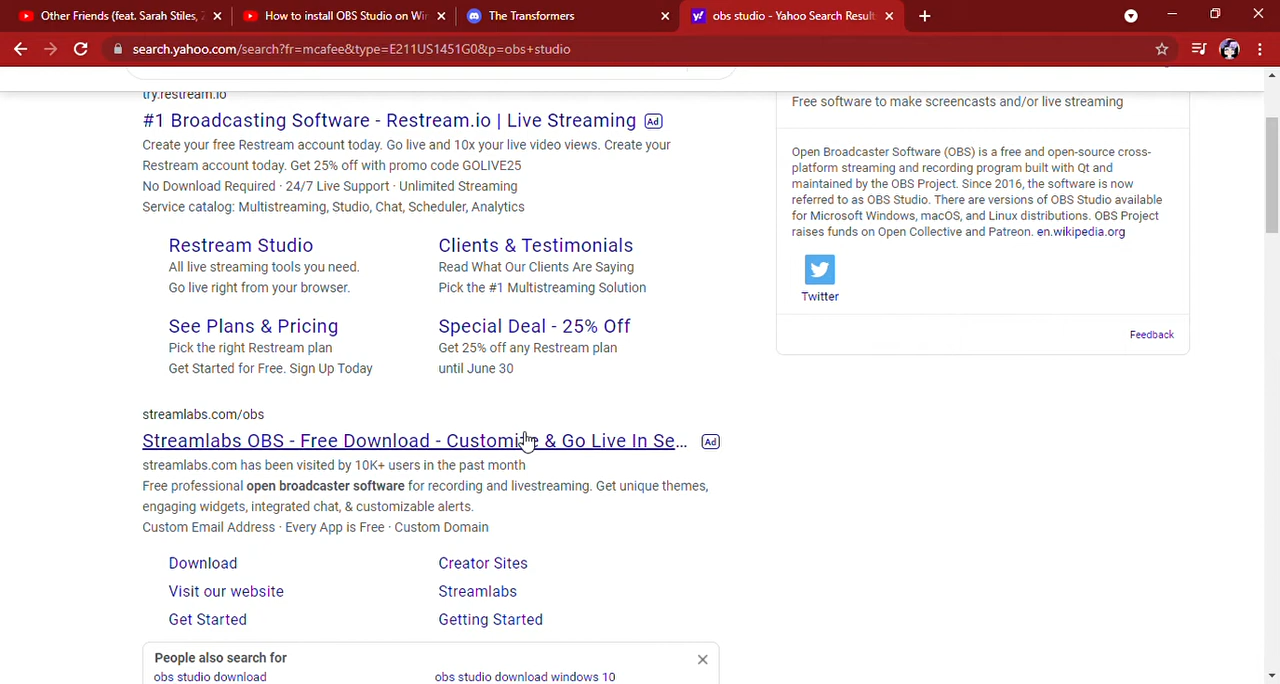 Other Friends (feat. Sarah Stiles,
How to install OBS Studio on Wi
The Transformers
obs studio - Yahoo Search Result
search.yahoo.com/search?fr=mcafee&type=E211US1451G0&p=obs+studio
try.restream.io
#1 Broadcasting Software - Restream.io | Live Streaming Ad
Create your free Restream account today. Go live and 10x your live video views. Create your
Restream account today. Get 25% off with promo code GOLIVE25
No Download Required · 24/7 Live Support · Unlimited Streaming
Service catalog: Multistreaming, Studio, Chat, Scheduler, Analytics
Restream Studio
All live streaming tools you need.
Go live right from your browser.
Clients & Testimonials
Read What Our Clients Are Saying
Pick the #1 Multistreaming Solution
See Plans & Pricing
Pick the right Restream plan
Get Started for Free. Sign Up Today
Special Deal - 25% Off
Get 25% off any Restream plan
until June 30
streamlabs.com/obs
Streamlabs OBS - Free Download - Customize & Go Live In Se... Ad
streamlabs.com has been visited by 10K+ users in the past month
Free professional open broadcaster software for recording and livestreaming. Get unique themes,
engaging widgets, integrated chat, & customizable alerts.
Custom Email Address · Every App is Free · Custom Domain
Download
Creator Sites
Visit our website
Streamlabs
Get Started
Getting Started
People also search for
obs studio download
obs studio download windows 10
Free software to make screencasts and/or live streaming
Open Broadcaster Software (OBS) is a free and open-source cross-
platform streaming and recording program built with Qt and
maintained by the OBS Project. Since 2016, the software is now
referred to as OBS Studio. There are versions of OBS Studio available
for Microsoft Windows, macOS, and Linux distributions. OBS Project
raises funds on Open Collective and Patreon. en.wikipedia.org
Twitter
Feedback